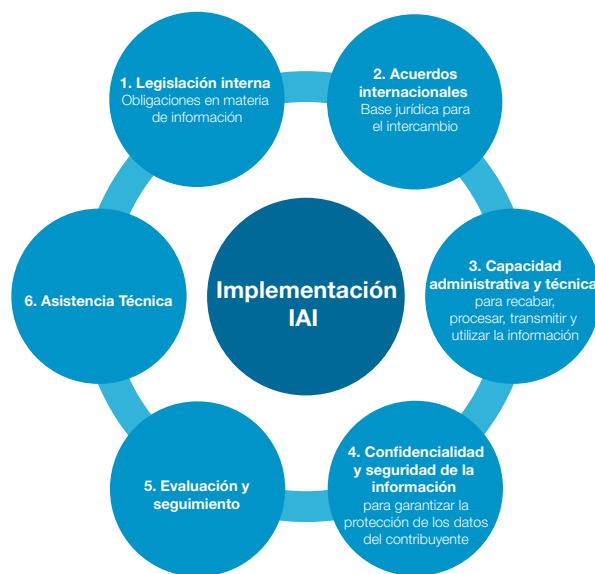 1. Legislación interna
Obligaciones en materia
de información
2. Acuerdos
internacionales
Base jurídica para
el intercambio
3. Capacidad
administrativa y técnica
para recabar,
procesar, transmitir y
utilizar la información
4. Confidencialidad
y seguridad de la
información
para garantizar la
protección de los datos
del contribuyente
5. Evaluación y
seguimiento
6. Asistencia Técnica
Implementación
IAI